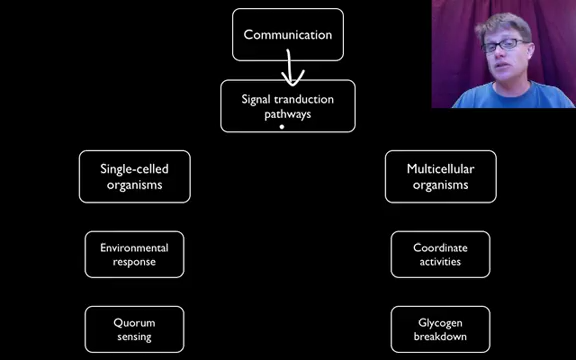 Communication
Signal tranduction
pathways
Single-celled
organisms
Multicellular
organisms
Environmental
response
Coordinate
activities
Quorum
sensing
Glycogen
breakdown